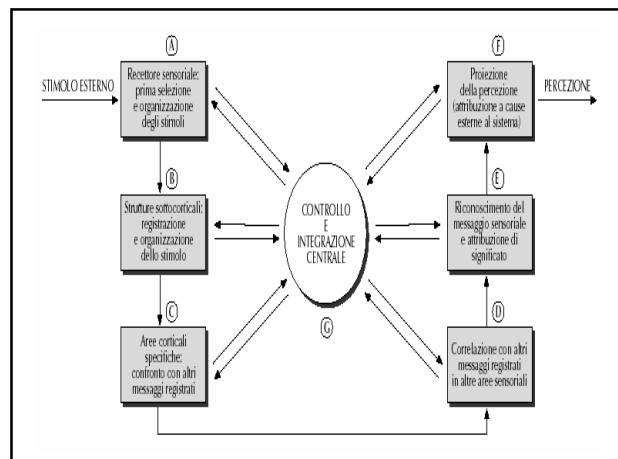 A
STIMOLO ESTERNO
Recettore sensoriale:
prima selezione
e organizzazione
degli stimoli
B
Strutture sottocorticali:
registrazione
e organizzazione
dello stimolo
C
Aree corticali
specifiche:
confronto con altri
messaggi registrati
CONTROLLO
E
INTEGRAZIONE
CENTRALE
G
D
Correlazione con altri
messaggi registrati
in altre aree sensoriali
E
Riconoscimento del
messaggio sensoriale
e attribuzione di
significato
F
Proiezione
della percezione
(attribuzione a cause
esterne al sistema)
PERCEZIONE